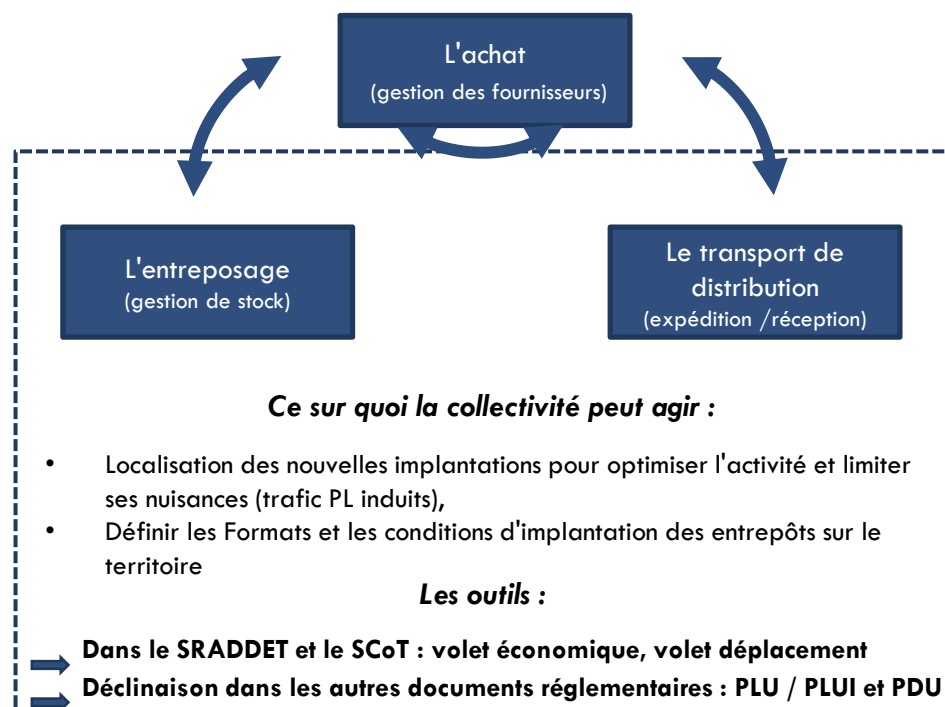 L'achat
(gestion des fournisseurs)
L'entreposage
(gestion de stock)
Le transport de
distribution
(expédition /réception)
Ce sur quoi la collectivité peut agir :
• Localisation des nouvelles implantations pour optimiser l'activité et limiter
ses nuisances (trafic PL induits),
• Définir les Formats et les conditions d'implantation des entrepôts sur le
territoire
Les outils :
Dans le SRADDET et le SCoT : volet économique, volet déplacement
Déclinaison dans les autres documents réglementaires : PLU / PLUI et PDU